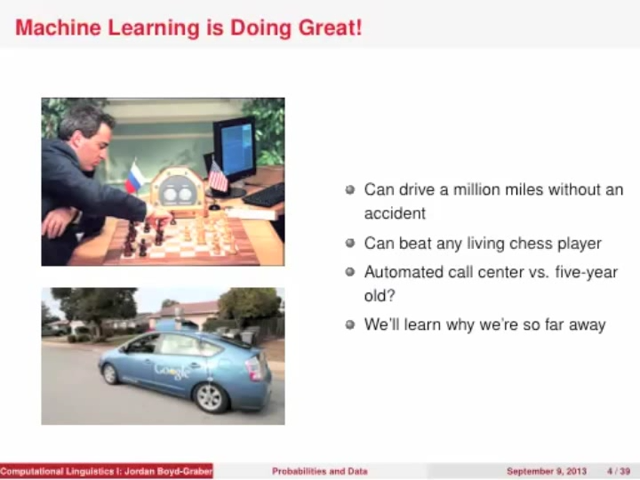 Machine Learning is Doing Great!
Can drive a million miles without an
accident
Can beat any living chess player
Automated call center vs. five-year
old?
We'll learn why we're so far away
Google
Computational Linguistics I: Jordan Boyd-Graber
Probabilities and Data
September 9, 2013
4 / 39